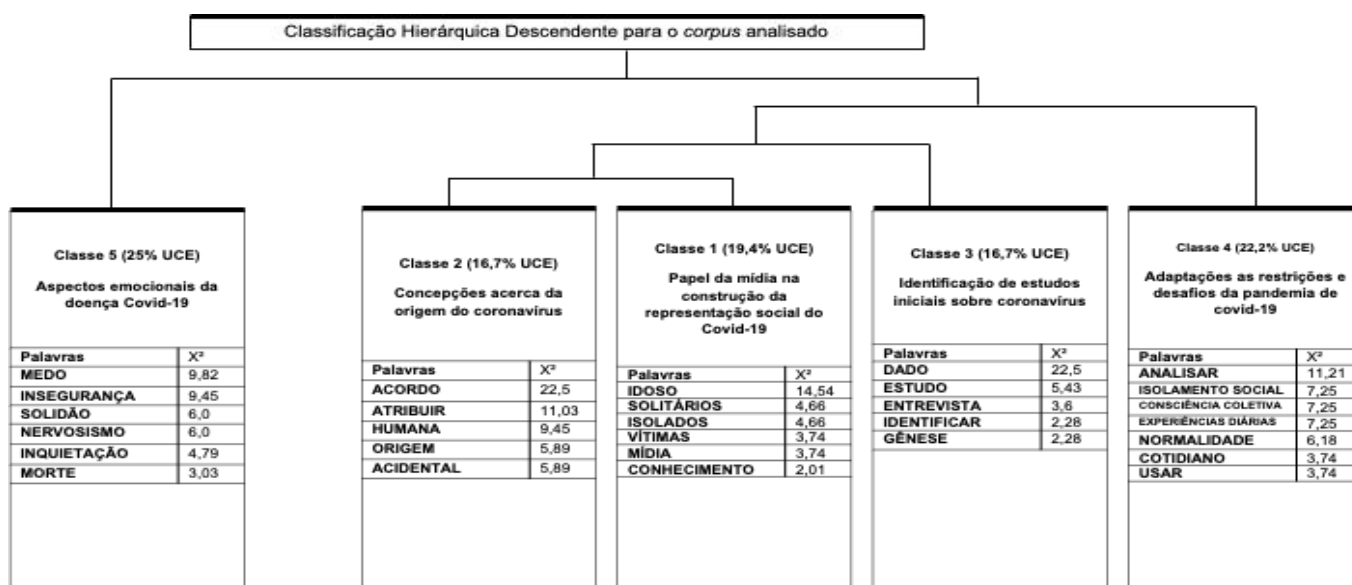 Classificação Hierárquica Descendente para o corpus analisado
Classe 5 (25% UCE)
Aspectos emocionais da
doença Covid-19
Palavras X²
MEDO 9,82
INSEGURANÇA 9,45
SOLIDÃO 6,0
NERVOSISMO 6,0
INQUIETAÇÃO 4,79
MORTE 3,03
Classe 2 (16,7% UCE)
Concepções acerca da
origem do coronavírus
Palavras X²
ACORDO 22,5
ATRIBUIR 11,03
HUMANA 9,45
ORIGEM 5,89
ACIDENTAL 5,89
Classe 1 (19,4% UCE)
Papel da mídia na
construção da
representação social do
Covid-19
Palavras X²
IDOSO 14,54
SOLITÁRIOS 4,66
ISOLADOS 4,66
VÍTIMAS 3,74
MÍDIA 3,74
CONHECIMENTO 2,01
Classe 3 (16,7% UCE)
Identificação de estudos
iniciais sobre coronavírus
Palavras X²
DADO 22,5
ESTUDO 5,43
ENTREVISTA 3,6
IDENTIFICAR 2,28
GÊNESE 2,28
Classe 4 (22,2% UCE)
Adaptações as restrições e
desafios da pandemia de
covid-19
Palavras X²
ANALISAR 11,21
ISOLAMENTO SOCIAL 7,25
CONSCIÊNCIA COLETIVA 7,25
EXPERIÊNCIAS DIÁRIAS 7,25
NORMALIDADE 6,18
COTIDIANO 3,74
USAR 3,74